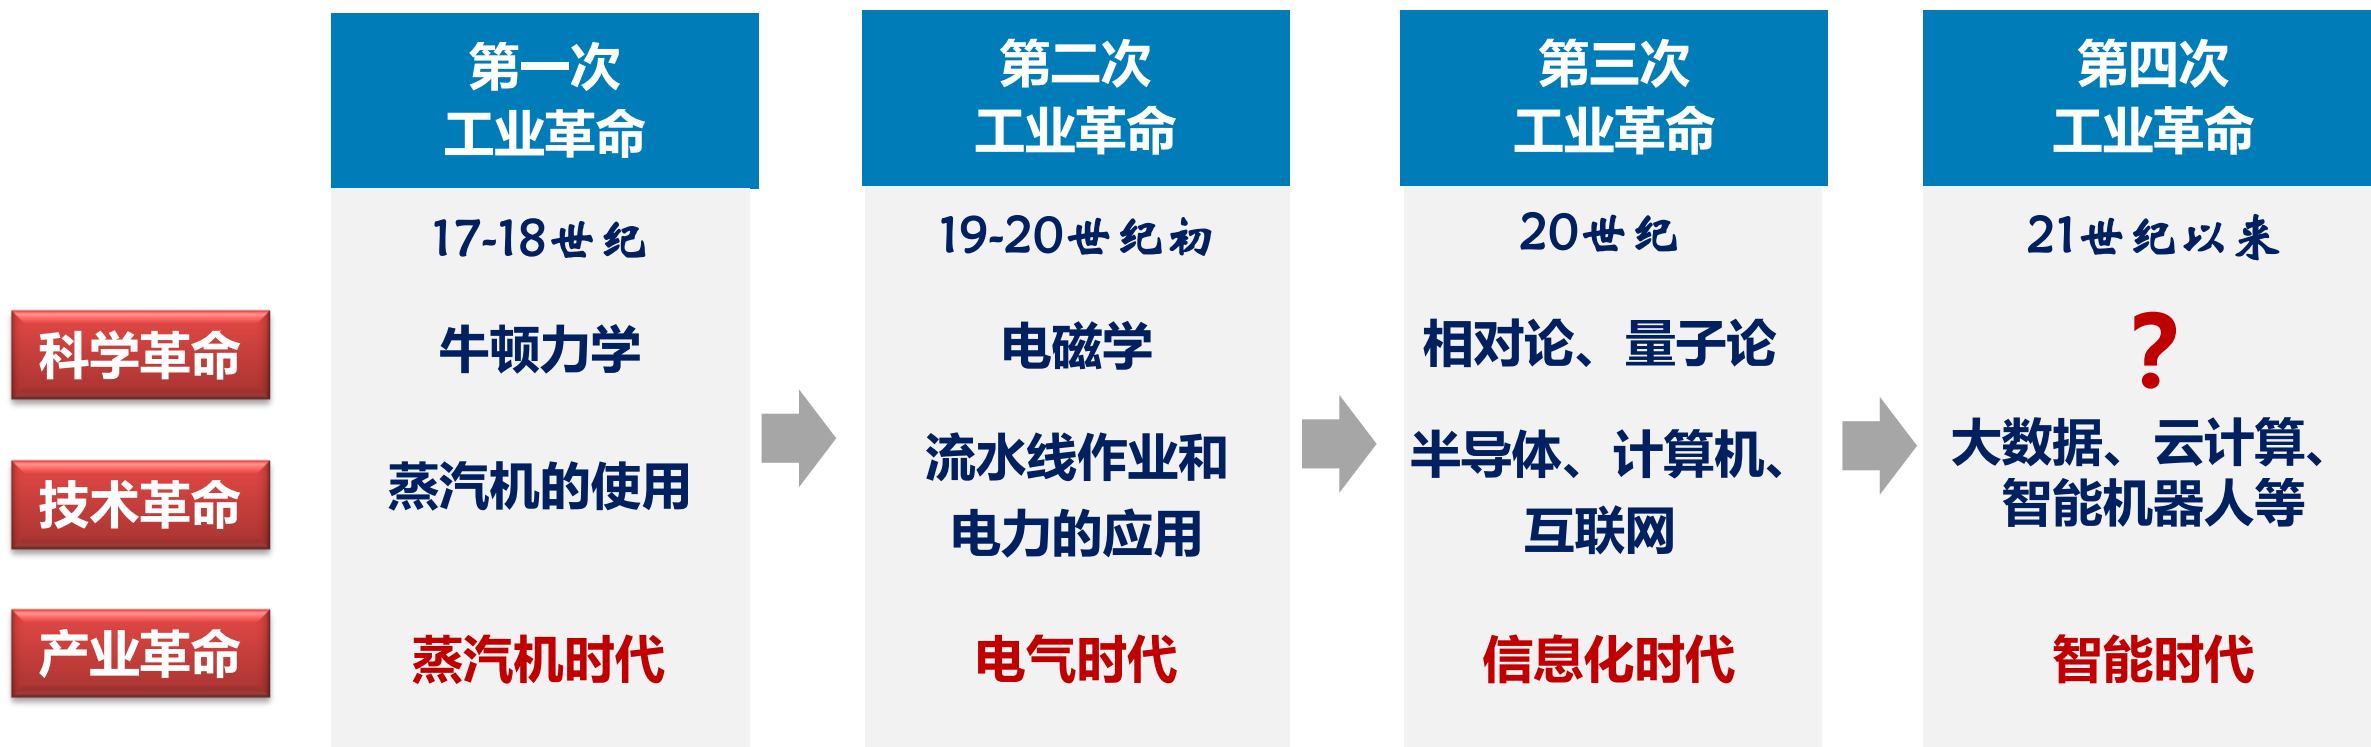 第一次
工业革命
第二次
工业革命
第三次
工业革命
第四次
工业革命
17-18世纪
19-20世纪初
20世纪
21世纪以来
科学革命
牛顿力学
电磁学
相对论、量子论
?
技术革命
蒸汽机的使用
流水线作业和
电力的应用
半导体、计算机、
互联网
大数据、云计算、
智能机器人等
产业革命
蒸汽机时代
电气时代
信息化时代
智能时代